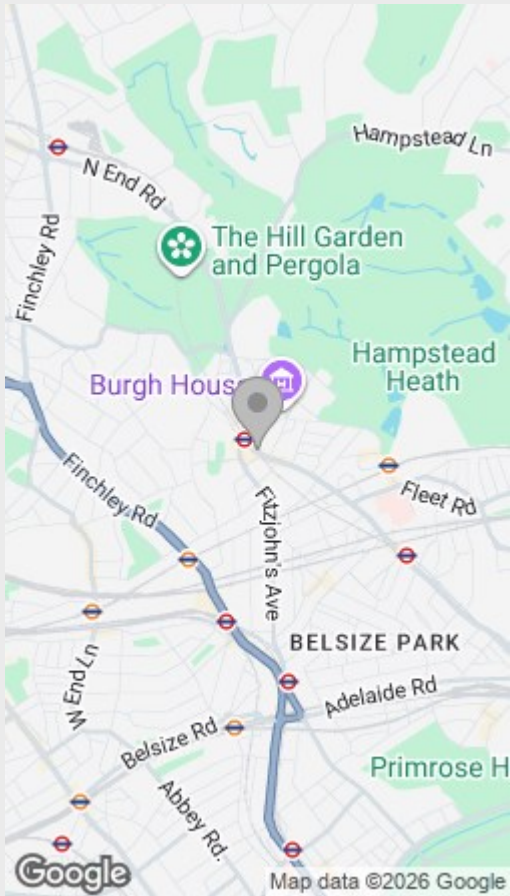 Hampstead Ln
N End Rd
Finchley Rd
The Hill Garden
and Pergola
Hampstead
Heath
Burgh House
Finchley Rd
Fitzjohn's Ave
Fleet Rd
BELSIZE PARK
W End Ln
Adelaide Rd
Belsize Rd
Primrose H
Abbey Rd.
Google
Map data ©2026 Google